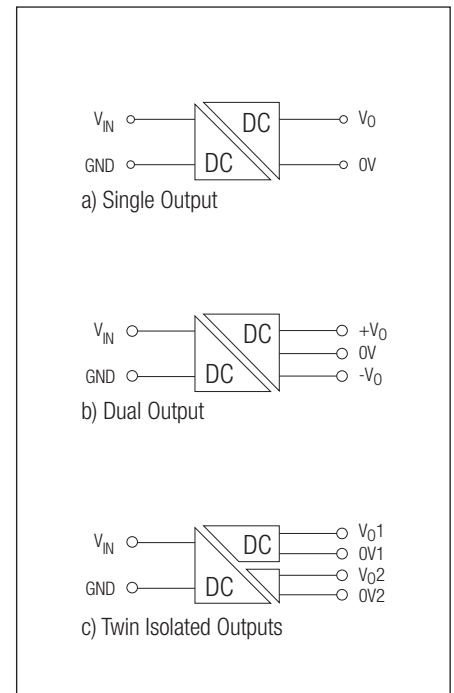 V_IN DC V_O
GND DC 0V
a) Single Output
V_IN DC +V_O
0V
GND DC -V_O
b) Dual Output
V_O1
V_IN DC 0V1
V_O2
GND DC 0V2
c) Twin Isolated Outputs